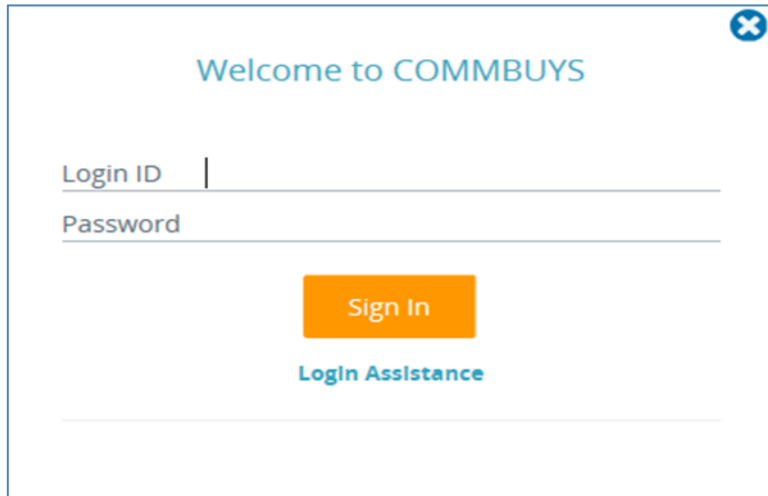 Welcome to COMMBUYS
Login ID
Password
Sign In
Login Assistance